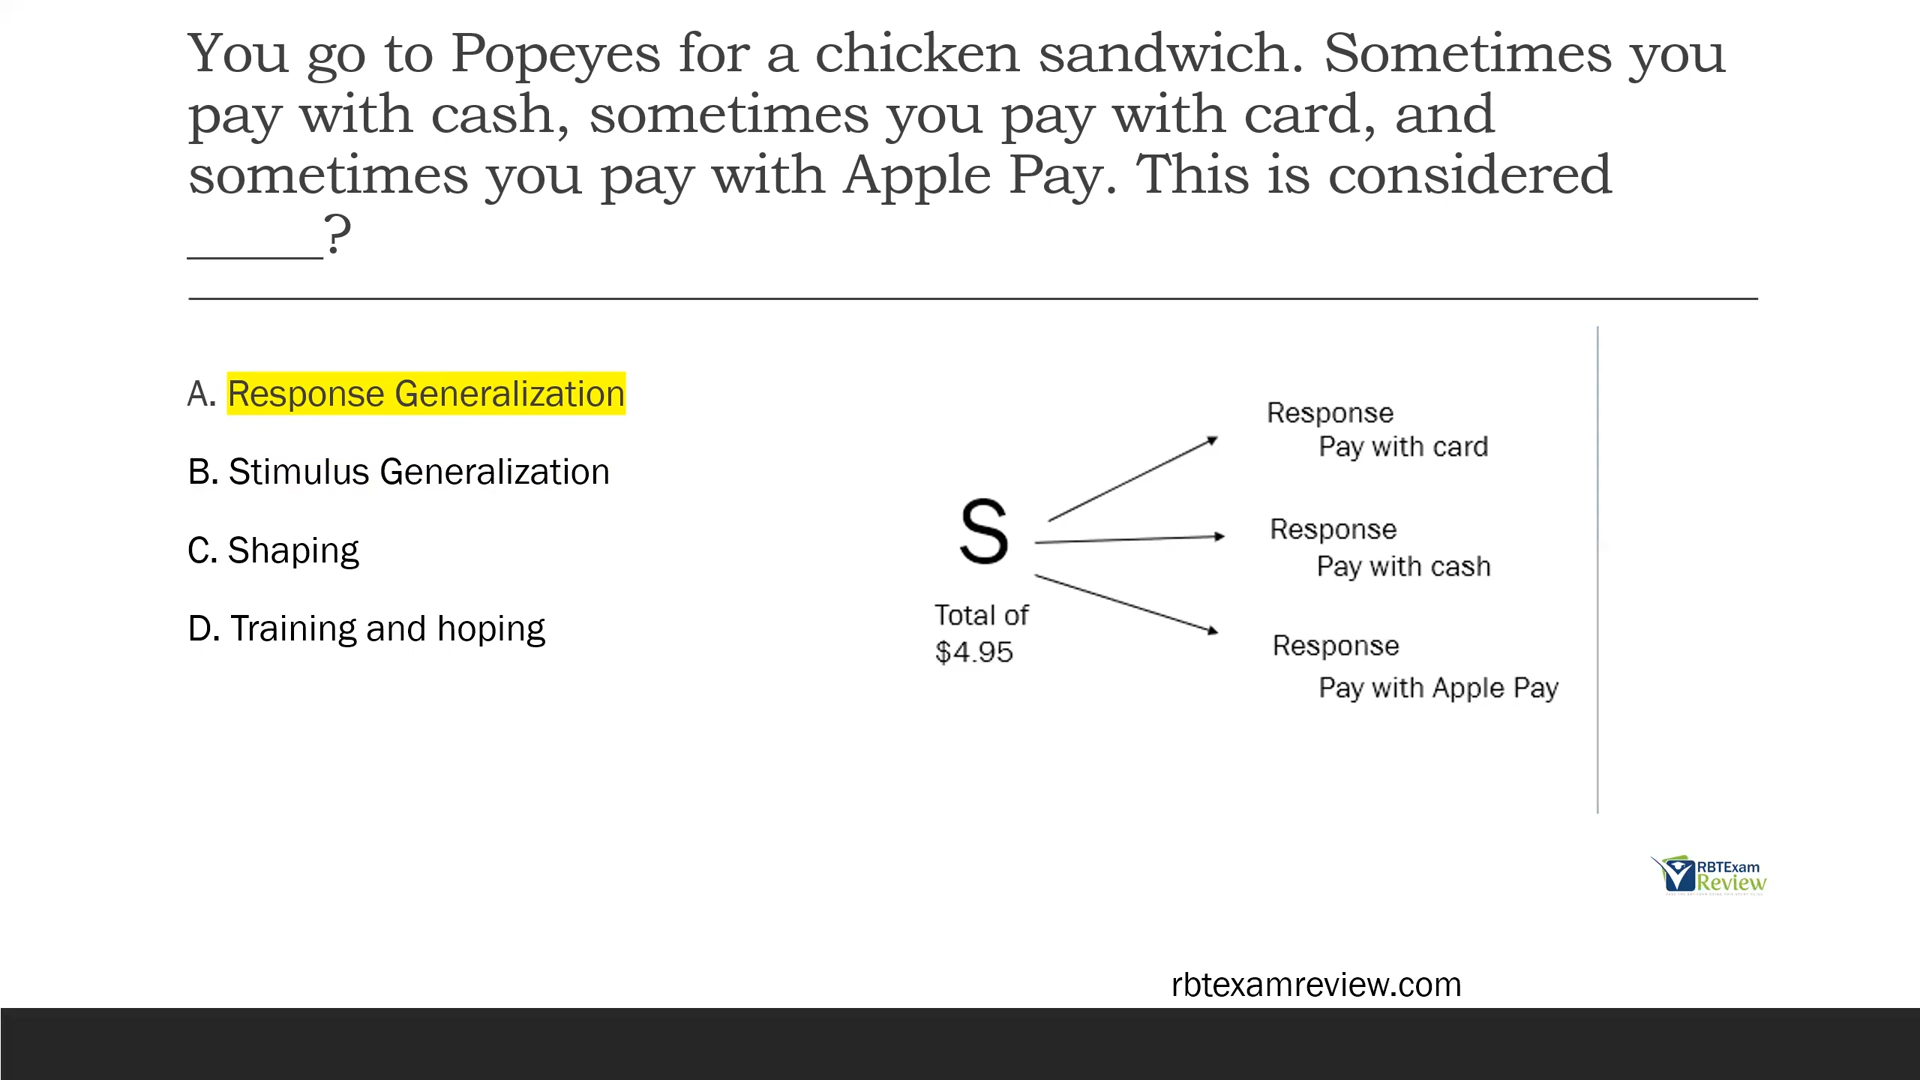 You go to Popeyes for a chicken sandwich. Sometimes you
pay with cash, sometimes you pay with card, and
sometimes you pay with Apple Pay. This is considered
_____?
A. Response Generalization
B. Stimulus Generalization
C. Shaping
D. Training and hoping
S
Total of
$4.95
Response
Pay with card
Response
Pay with cash
Response
Pay with Apple Pay
RBTExam
Review
rbtexamreview.com